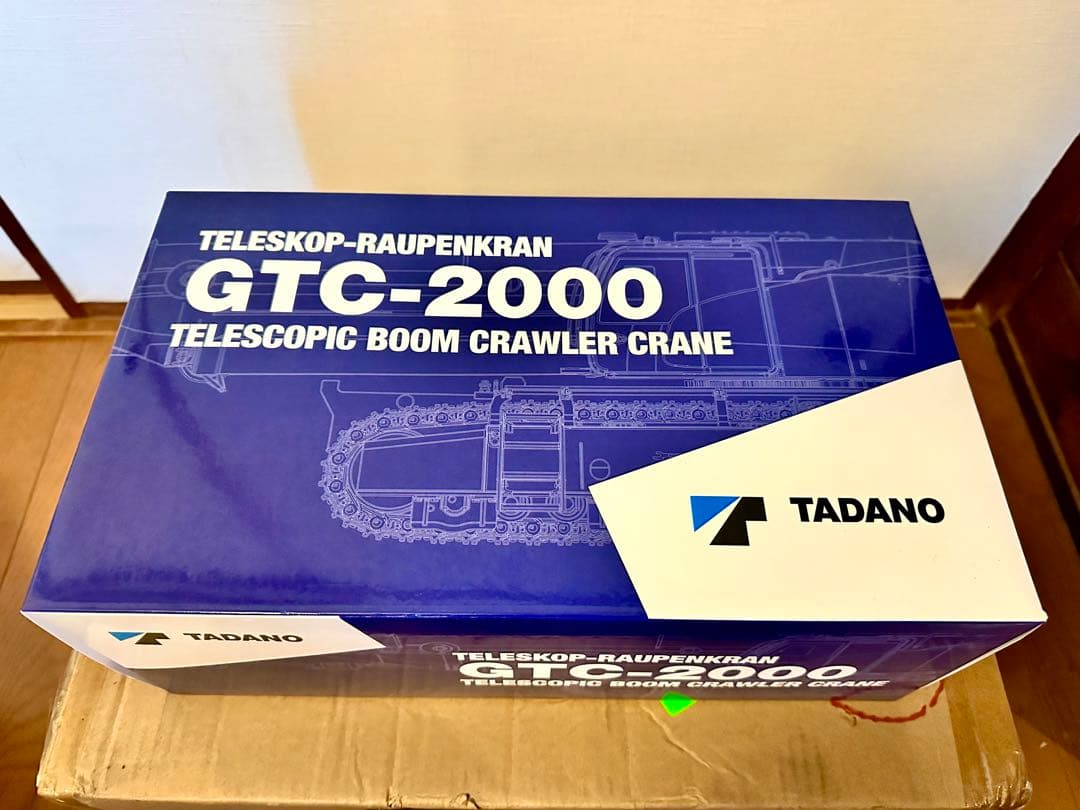 TELESKOP-RAUPENKRAN
GTC-2000
TELESCOPIC BOOM CRAWLER CRANE
TADANO
TADANO
TELESKOP-RAUPENKRAN
GTC-2000
TELESCOPIC BOOM CRAWLER CRANE